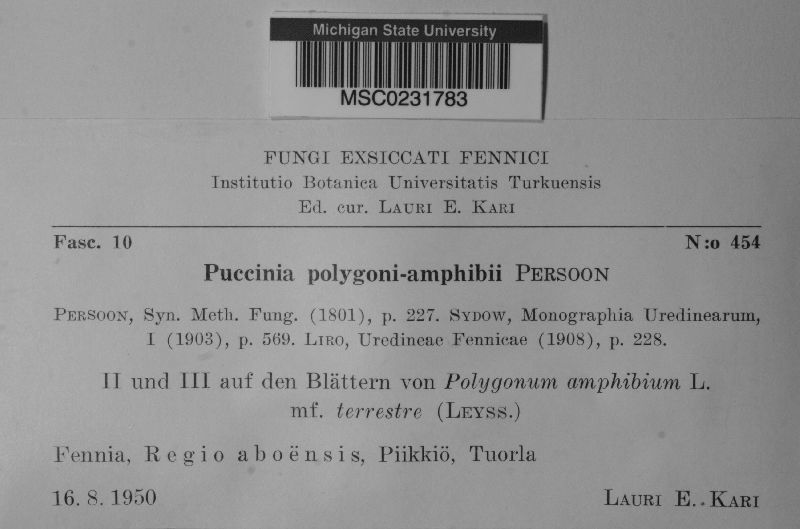 Michigan State University
MSC0231783
FUNGI EXSICCATI FENNICI
Institutio Botanica Universitatis Turkuensis
Ed. cur. LAURI E. KARI
Fasc. 10 N:o 454
Puccinia polygoni-amphibii PERSOON
PERSOON, Syn. Meth. Fung. (1801), p. 227. SYDOW, Monographia Uredinearum,
I (1903), p. 569. LIRO, Uredineae Fennicae (1908), p. 228.
II und III auf den Blättern von Polygonum amphibium L.
mf. terrestre (LEYSS.)
Fennia, Regio aboënsis, Piikkiö, Tuorla
16. 8. 1950 LAURI E. KARI